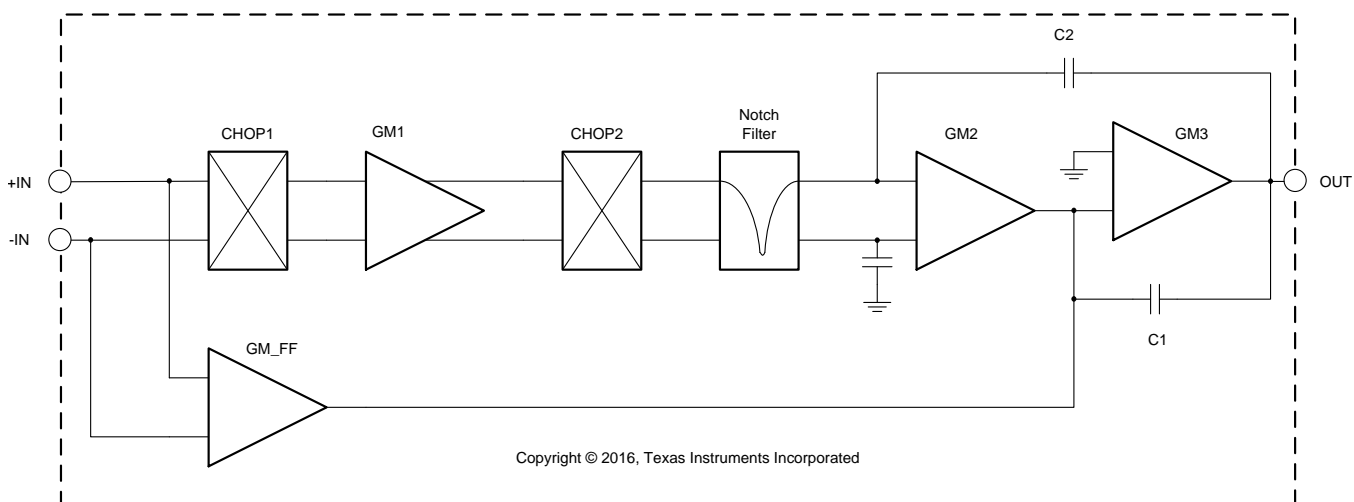 C2
Notch
Filter
CHOP1
GM1
CHOP2
GM2
GM3
+IN
OUT
-IN
C1
GM_FF
Copyright © 2016, Texas Instruments Incorporated